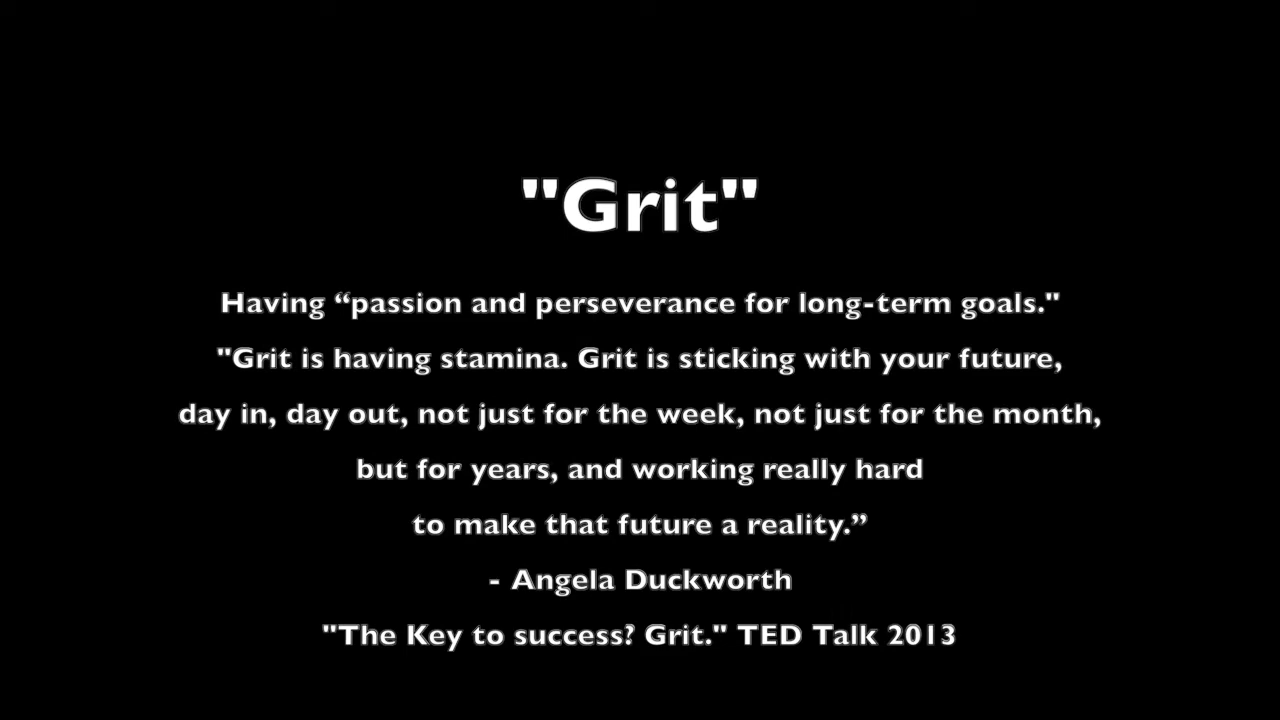 "Grit"
Having “passion and perseverance for long-term goals."
"Grit is having stamina. Grit is sticking with your future,
day in, day out, not just for the week, not just for the month,
but for years, and working really hard
to make that future a reality.”
- Angela Duckworth
"The Key to success? Grit." TED Talk 2013